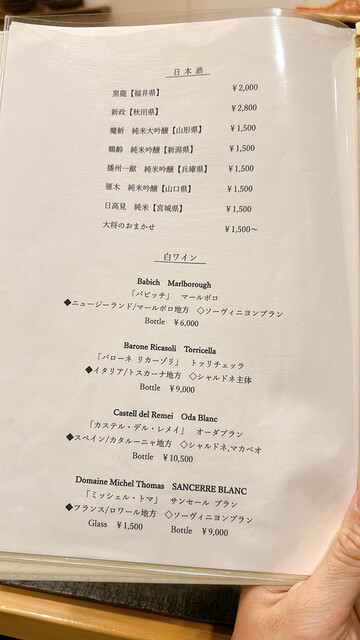 日本酒
黒龍【福井県】 ¥2,000
新政【秋田県】 ¥2,800
魔斬 純米大吟醸【山形県】 ¥1,500
鶴齢 純米吟醸【新潟県】 ¥1,500
播州一献 純米吟醸【兵庫県】 ¥1,500
雁木 純米吟醸【山口県】 ¥1,500
日高見 純米【宮城県】 ¥1,500
大将のおまかせ ¥1,500～
白ワイン
Babich Marlborough
「バビッチ」 マールボロ
◆ニュージーランド/マールボロ地方 ◇ソーヴィニヨンブラン
Bottle ¥6,000
Barone Ricasoli Torricella
「バローネ リカーゾリ」 トッリチェッラ
◆イタリア/トスカーナ地方 ◇シャルドネ主体
Bottle ¥9,000
Castell del Remei Oda Blanc
「カステル・デル・レメイ」 オーダブラン
◆スペイン/カタルーニャ地方 ◇シャルドネ,マカベオ
Bottle ¥10,500
Domaine Michel Thomas SANCERRE BLANC
「ミッシェル・トマ」 サンセール ブラン
◆フランス/ロワール地方 ◇ソーヴィニヨンブラン
Glass ¥1,500 Bottle ¥9,000